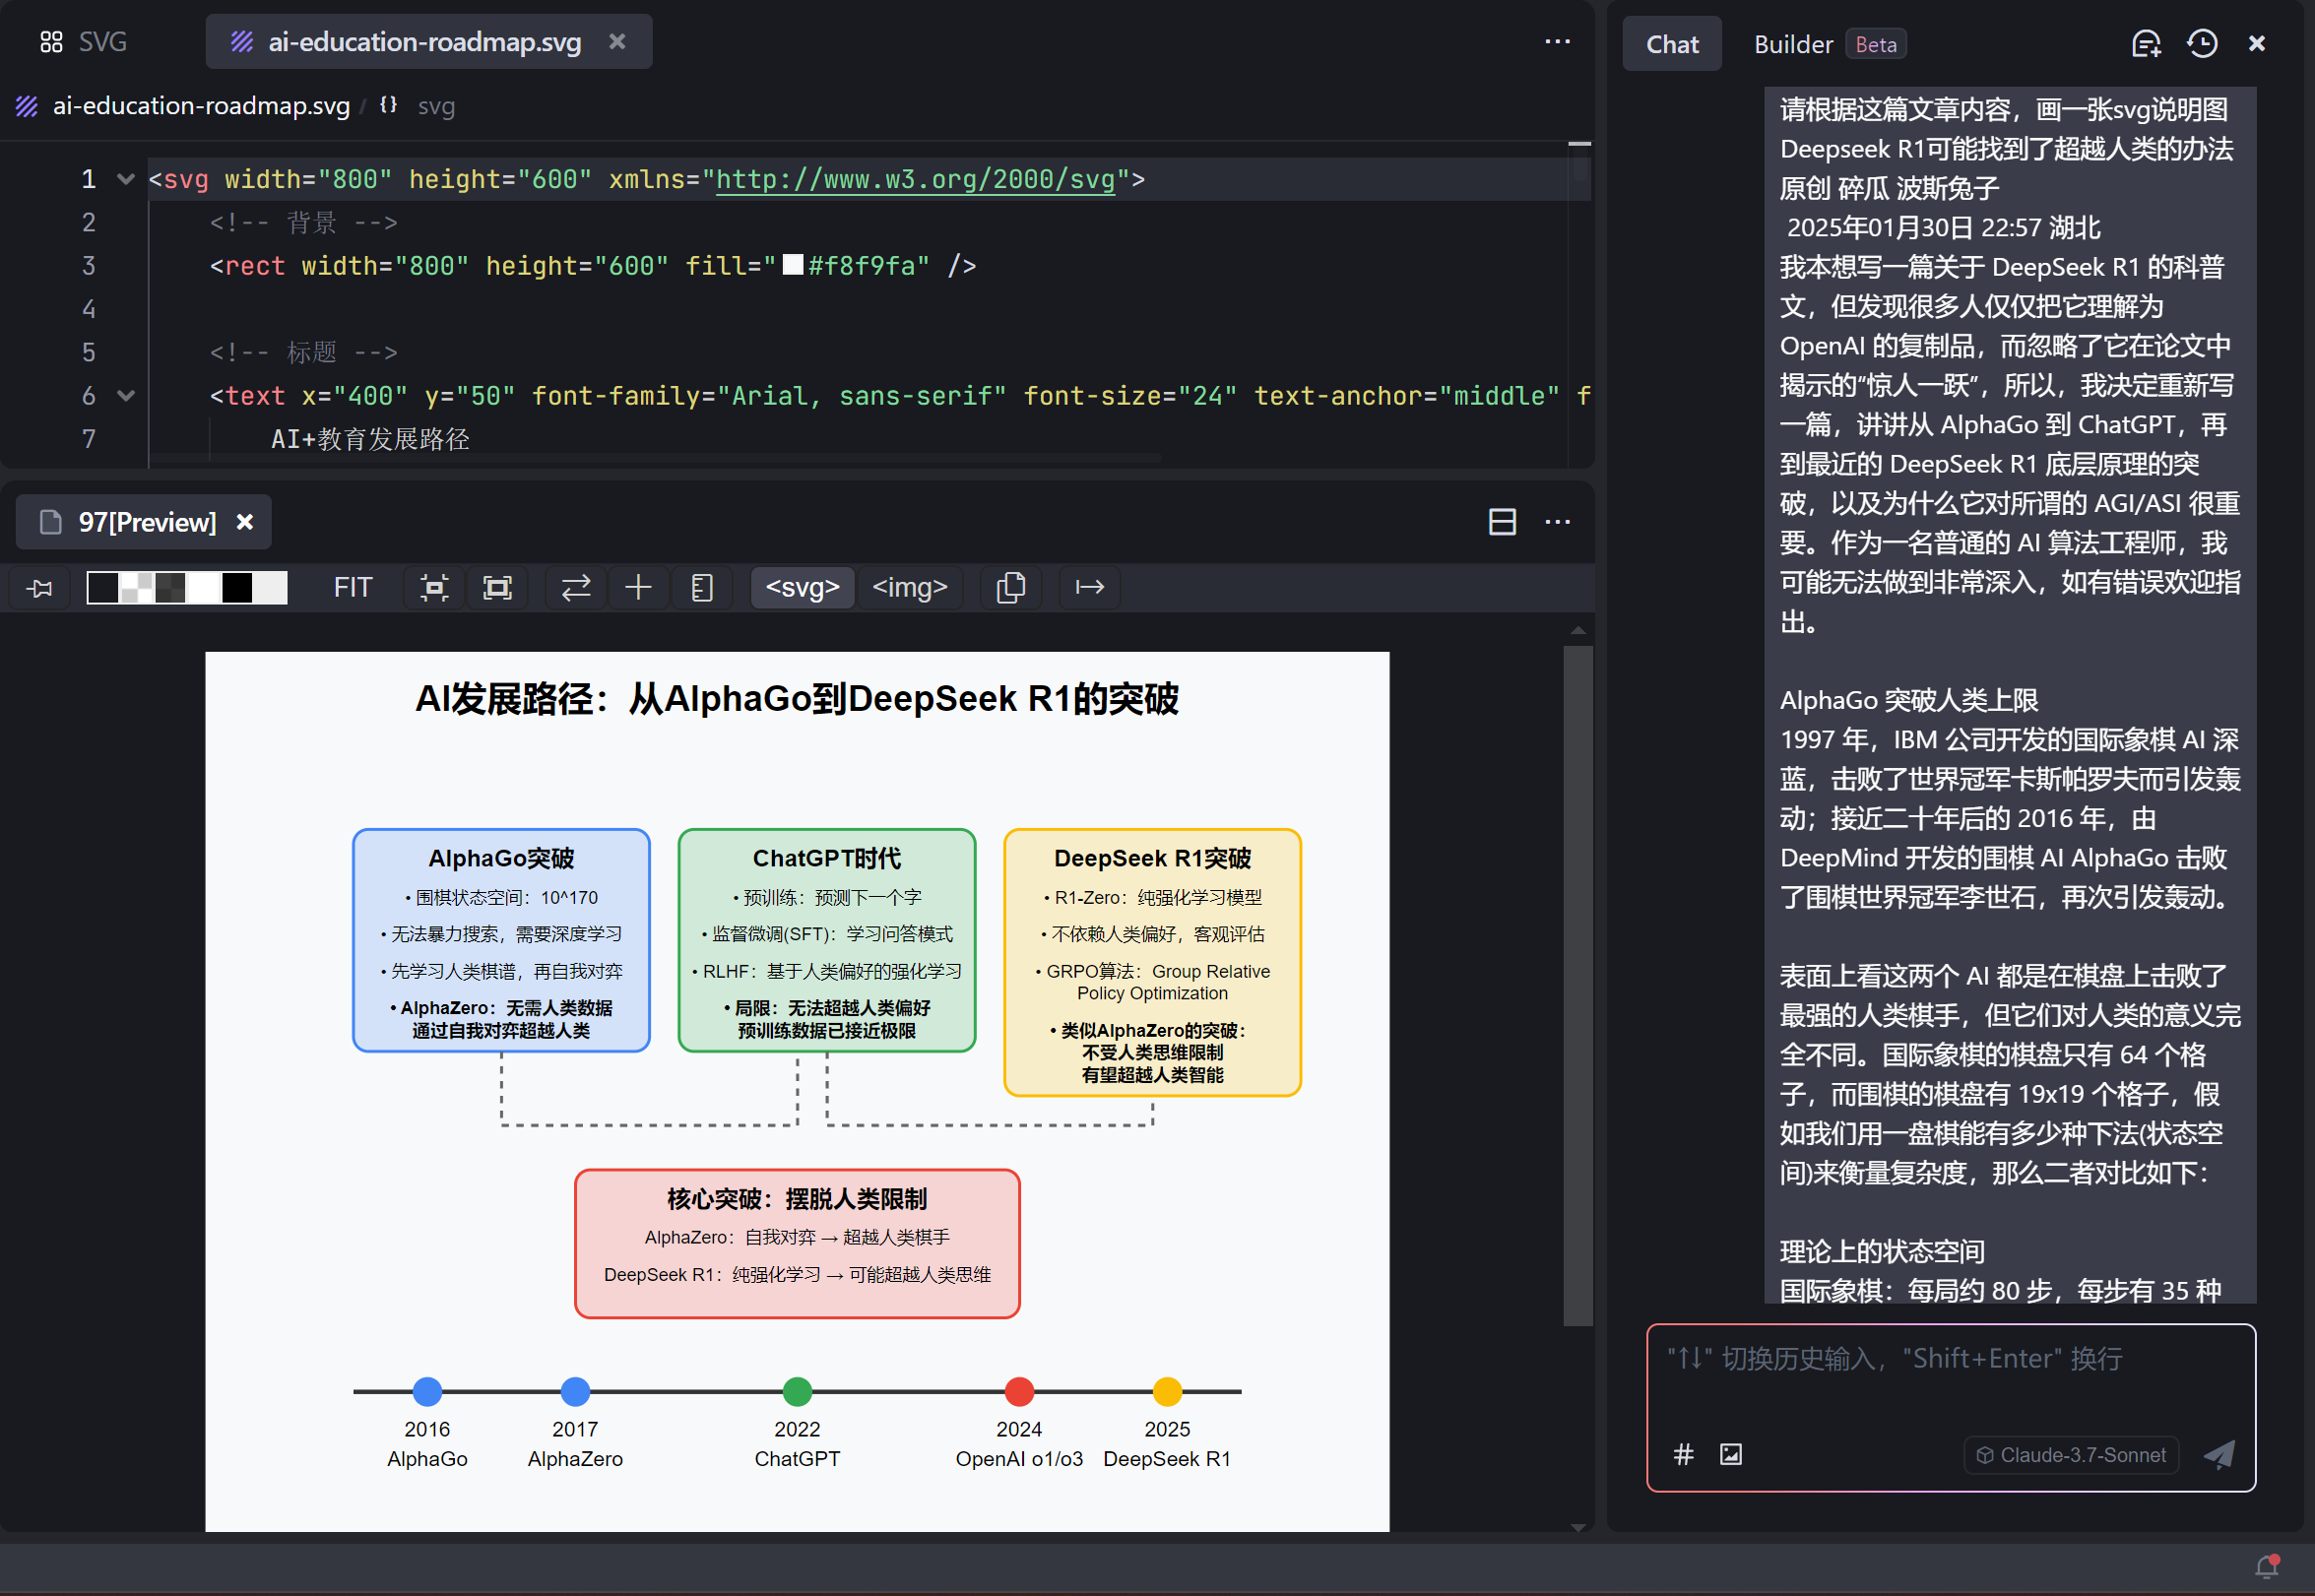 SVG
ai-education-roadmap.svg
ai-education-roadmap.svg / {} svg
1 <svg width="800" height="600" xmlns="http://www.w3.org/2000/svg">
2 <!-- 背景 -->
3 <rect width="800" height="600" fill="#f8f9fa" />
4
5 <!-- 标题 -->
6 <text x="400" y="50" font-family="Arial, sans-serif" font-size="24" text-anchor="middle" f
7 AI+教育发展路径
97[Preview]
FIT <svg> <img>
AI发展路径：从AlphaGo到DeepSeek R1的突破
AlphaGo突破
• 围棋状态空间：10^170
• 无法暴力搜索，需要深度学习
• 先学习人类棋谱，再自我对弈
• AlphaZero：无需人类数据
通过自我对弈超越人类
ChatGPT时代
• 预训练：预测下一个字
• 监督微调(SFT)：学习问答模式
• RLHF：基于人类偏好的强化学习
• 局限：无法超越人类偏好
预训练数据已接近极限
DeepSeek R1突破
• R1-Zero：纯强化学习模型
• 不依赖人类偏好，客观评估
• GRPO算法：Group Relative
Policy Optimization
• 类似AlphaZero的突破：
不受人类思维限制
有望超越人类智能
核心突破：摆脱人类限制
AlphaZero：自我对弈 → 超越人类棋手
DeepSeek R1：纯强化学习 → 可能超越人类思维
2016
AlphaGo
2017
AlphaZero
2022
ChatGPT
2024
OpenAI o1/o3
2025
DeepSeek R1
Chat Builder Beta
请根据这篇文章内容，画一张svg说明图
Deepseek R1可能找到了超越人类的办法
原创 碎瓜 波斯兔子
2025年01月30日 22:57 湖北
我本想写一篇关于 DeepSeek R1 的科普
文，但发现很多人仅仅把它理解为
OpenAI 的复制品，而忽略了它在论文中
揭示的“惊人一跃”，所以，我决定重新写
一篇，讲讲从 AlphaGo 到 ChatGPT，再
到最近的 DeepSeek R1 底层原理的突
破，以及为什么它对所谓的 AGI/ASI 很重
要。作为一名普通的 AI 算法工程师，我
可能无法做到非常深入，如有错误欢迎指
出。
AlphaGo 突破人类上限
1997 年，IBM 公司开发的国际象棋 AI 深
蓝，击败了世界冠军卡斯帕罗夫而引发轰
动；接近二十年后的 2016 年，由
DeepMind 开发的围棋 AI AlphaGo 击败
了围棋世界冠军李世石，再次引发轰动。
表面上看这两个 AI 都是在棋盘上击败了
最强的人类棋手，但它们对人类的意义完
全不同。国际象棋的棋盘只有 64 个格
子，而围棋的棋盘有 19x19 个格子，假
如我们用一盘棋能有多少种下法(状态空
间)来衡量复杂度，那么二者对比如下：
理论上的状态空间
国际象棋：每局约 80 步，每步有 35 种
"↑↓" 切换历史输入，"Shift+Enter" 换行
# Claude-3.7-Sonnet